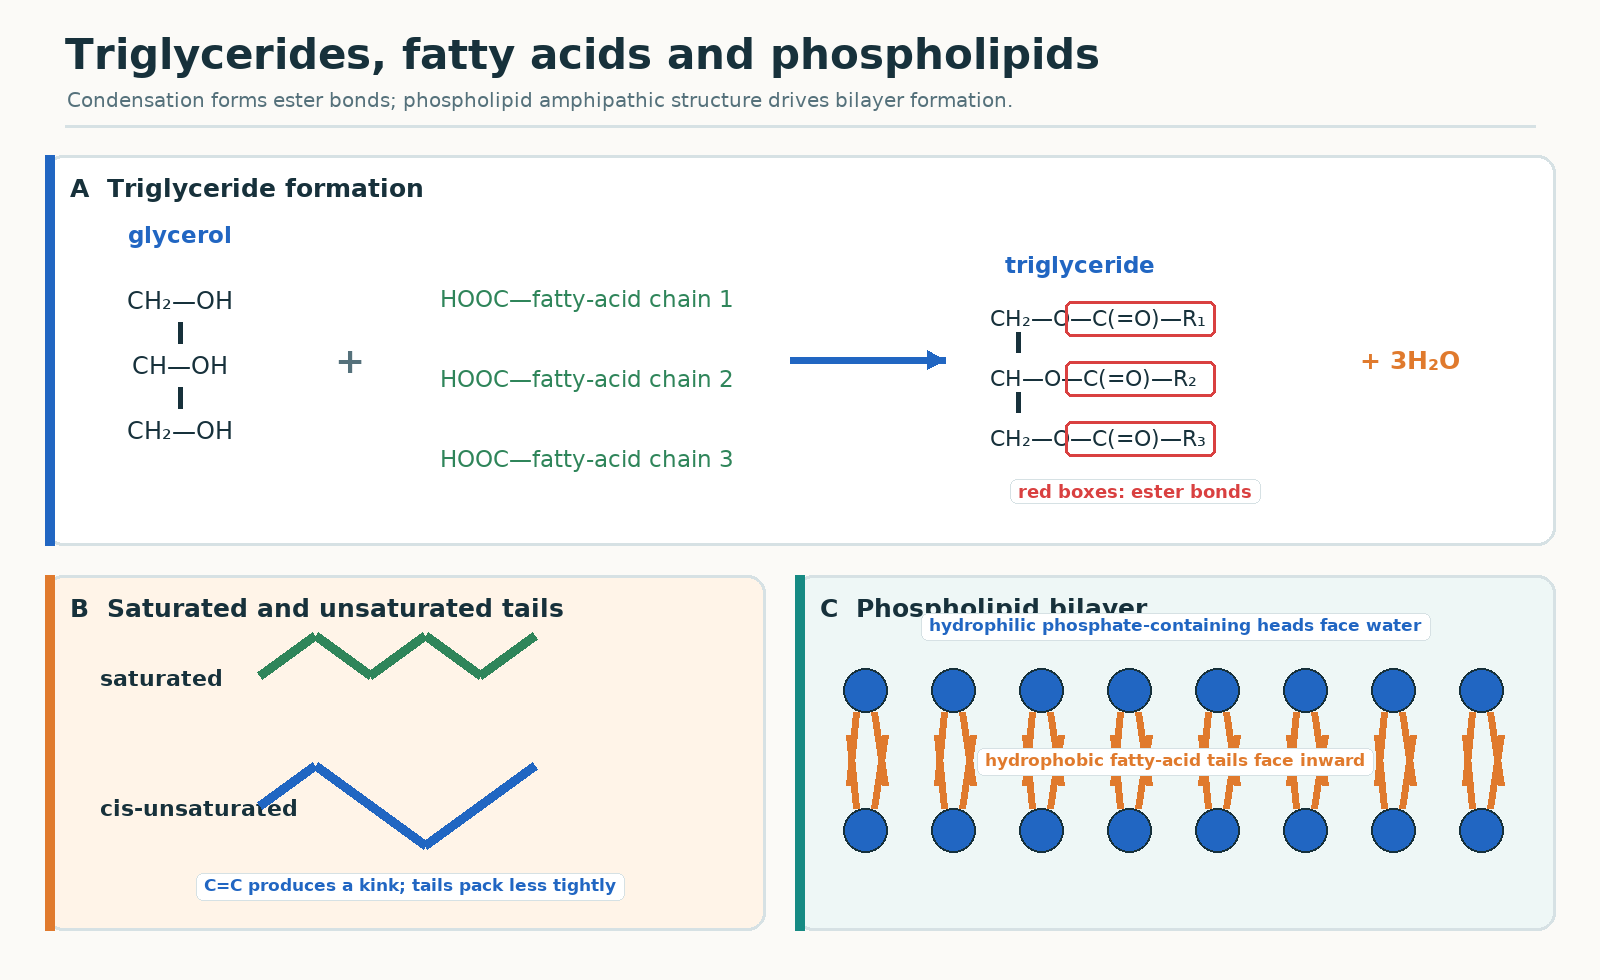 Triglycerides, fatty acids and phospholipids
Condensation forms ester bonds; phospholipid amphipathic structure drives bilayer formation.
A Triglyceride formation
glycerol
CH₂—OH
CH—OH
CH₂—OH
+
HOOC—fatty-acid chain 1
HOOC—fatty-acid chain 2
HOOC—fatty-acid chain 3
triglyceride
CH₂—O—C(=O)—R₁
CH—O—C(=O)—R₂
CH₂—O—C(=O)—R₃
red boxes: ester bonds
+ 3H₂O
B Saturated and unsaturated tails
saturated
cis-unsaturated
C=C produces a kink; tails pack less tightly
C Phospholipid bilayer
hydrophilic phosphate-containing heads face water
hydrophobic fatty-acid tails face inward